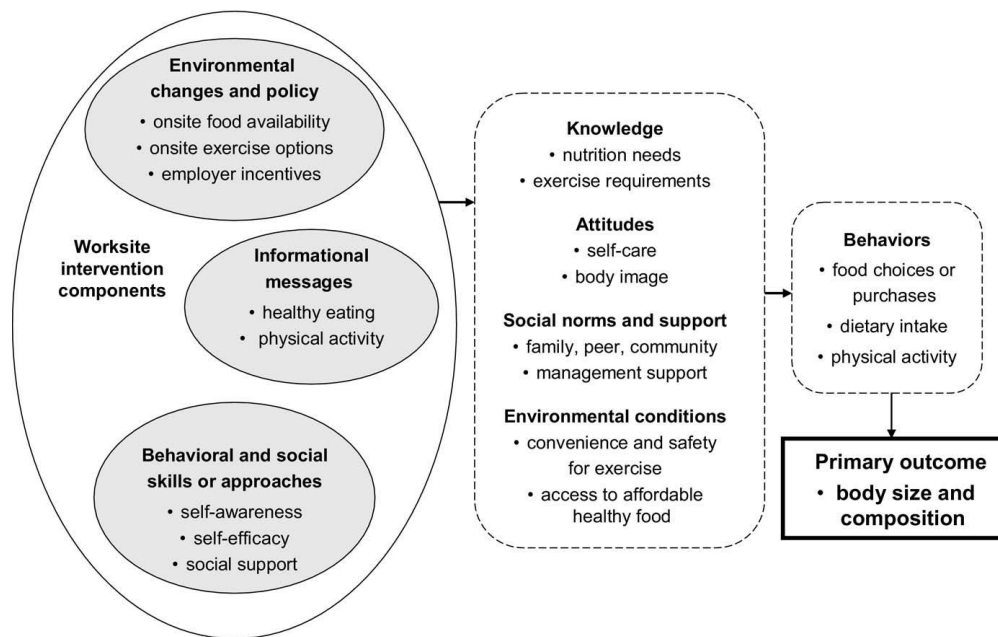 Environmental
changes and policy
• onsite food availability
• onsite exercise options
• employer incentives
Worksite
intervention
components
Informational
messages
• healthy eating
• physical activity
Behavioral and social
skills or approaches
• self-awareness
• self-efficacy
• social support
Knowledge
• nutrition needs
• exercise requirements
Attitudes
• self-care
• body image
Social norms and support
• family, peer, community
• management support
Environmental conditions
• convenience and safety
for exercise
• access to affordable
healthy food
Behaviors
• food choices or
purchases
• dietary intake
• physical activity
Primary outcome
• body size and
composition